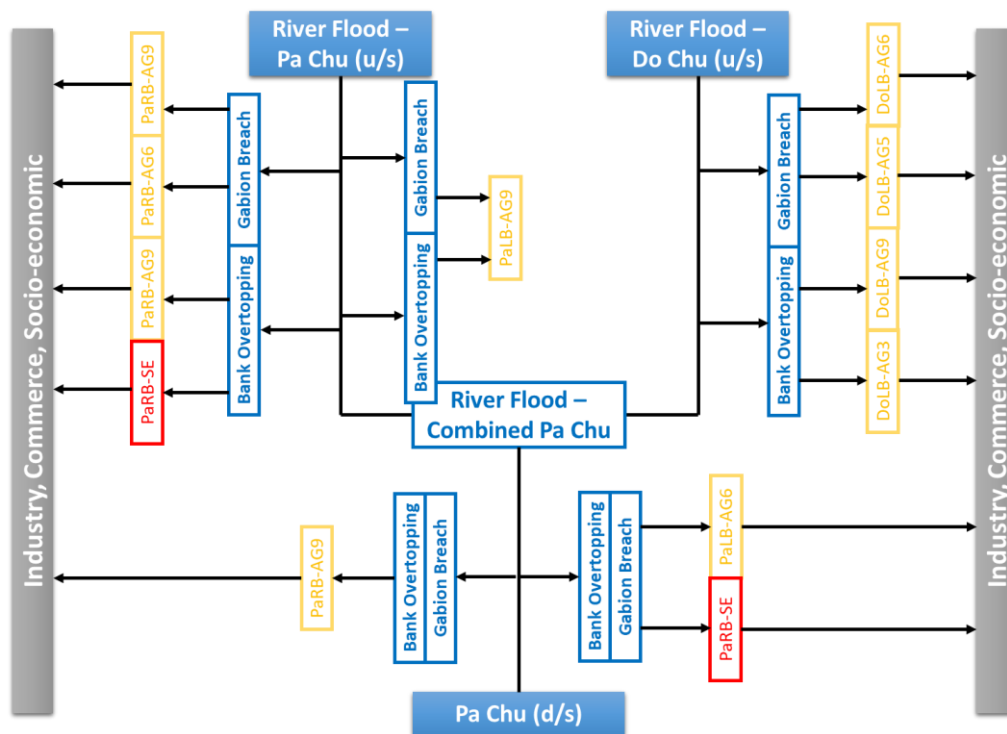 River Flood –
Pa Chu (u/s)
River Flood –
Do Chu (u/s)
Industry, Commerce, Socio-economic
PaRB-AG9
PaRB-AG6
PaRB-AG9
PaRB-SE
Gabion Breach
Bank Overtopping
Gabion Breach
Bank Overtopping
PaLB-AG9
Gabion Breach
Bank Overtopping
DoLB-AG6
DoLB-AG5
DoLB-AG9
DoLB-AG3
Industry, Commerce, Socio-economic
River Flood –
Combined Pa Chu
PaRB-AG9
Bank Overtopping
Gabion Breach
Bank Overtopping
Gabion Breach
PaLB-AG6
PaRB-SE
Pa Chu (d/s)